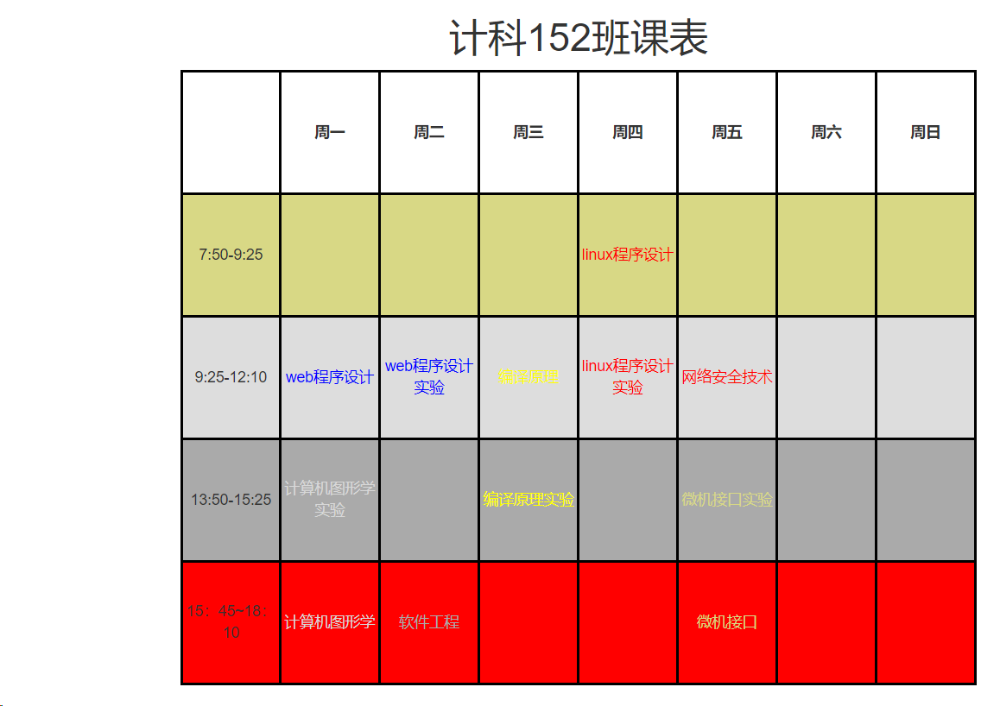 计科152班课表
周一 周二 周三 周四 周五 周六 周日
7:50-9:25 linux程序设计
9:25-12:10 web程序设计 web程序设计
实验 编译原理 linux程序设计
实验 网络安全技术
13:50-15:25 计算机图形学
实验 编译原理实验 微机接口实验
15：45~18：
10 计算机图形学 软件工程 微机接口